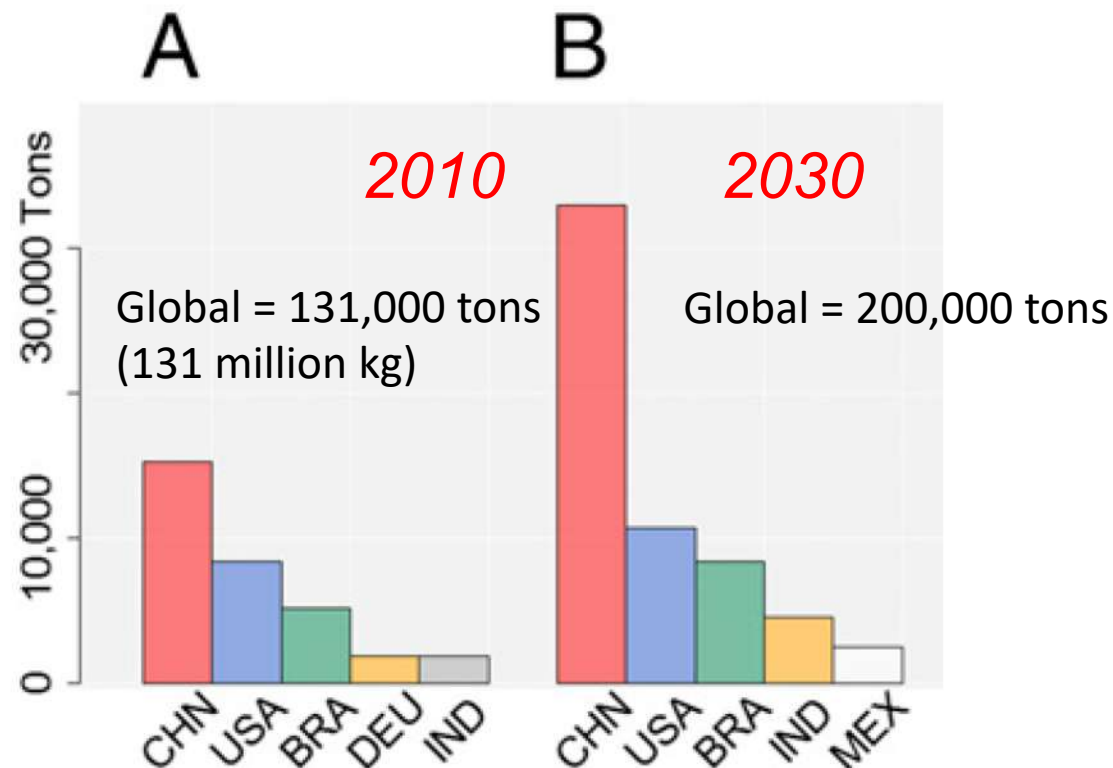 A
B
2010
2030
Tons
30,000
10,000
0
Global = 131,000 tons
(131 million kg)
Global = 200,000 tons
CHN
USA
BRA
DEU
IND
CHN
USA
BRA
IND
MEX